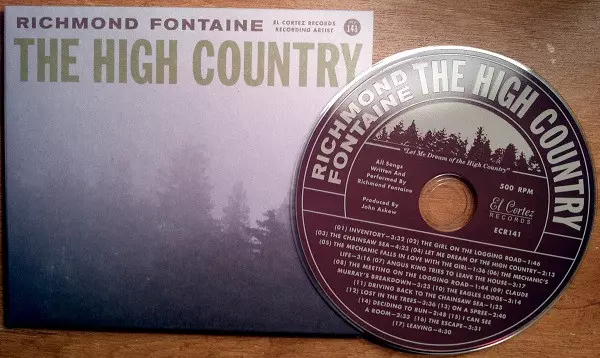 RICHMOND FONTAINE
EL CORTEZ RECORDS
RECORDING ARTIST
141
THE HIGH COUNTRY
RICHMOND
FONTAINE
THE HIGH COUNTRY
"Let Me Dream of the High Country"
All Songs
Written And
Performed By
Richmond Fontaine
Produced by
John Askew
500 RPM
El Cortez
RECORDS
ECR141
(01) INVENTORY—3:32 (02) THE GIRL ON THE LOGGING ROAD—1:46
(03) THE CHAINSAW SEA—4:23 (04) LET ME DREAM OF THE HIGH COUNTRY—2:13
(05) THE MECHANIC FALLS IN LOVE WITH THE GIRL—1:36 (06) THE MECHANIC'S
LIFE—3:16 (07) ANGUS KING TRIES TO LEAVE THE HOUSE—3:17
(08) THE MEETING ON THE LOGGING ROAD—1:44 (09) CLAUDE
MURRAY'S BREAKDOWN—3:23 (10) THE EAGLES LODGE—3:14
(11) DRIVING BACK TO THE CHAINSAW SEA—1:33
(12) LOST IN THE TREES—3:36 (13) ON A SPREE—2:40
(14) DECIDING TO RUN—2:48 (15) I CAN SEE
A ROOM—2:33 (16) THE ESCAPE—3:31
(17) LEAVING—4:30